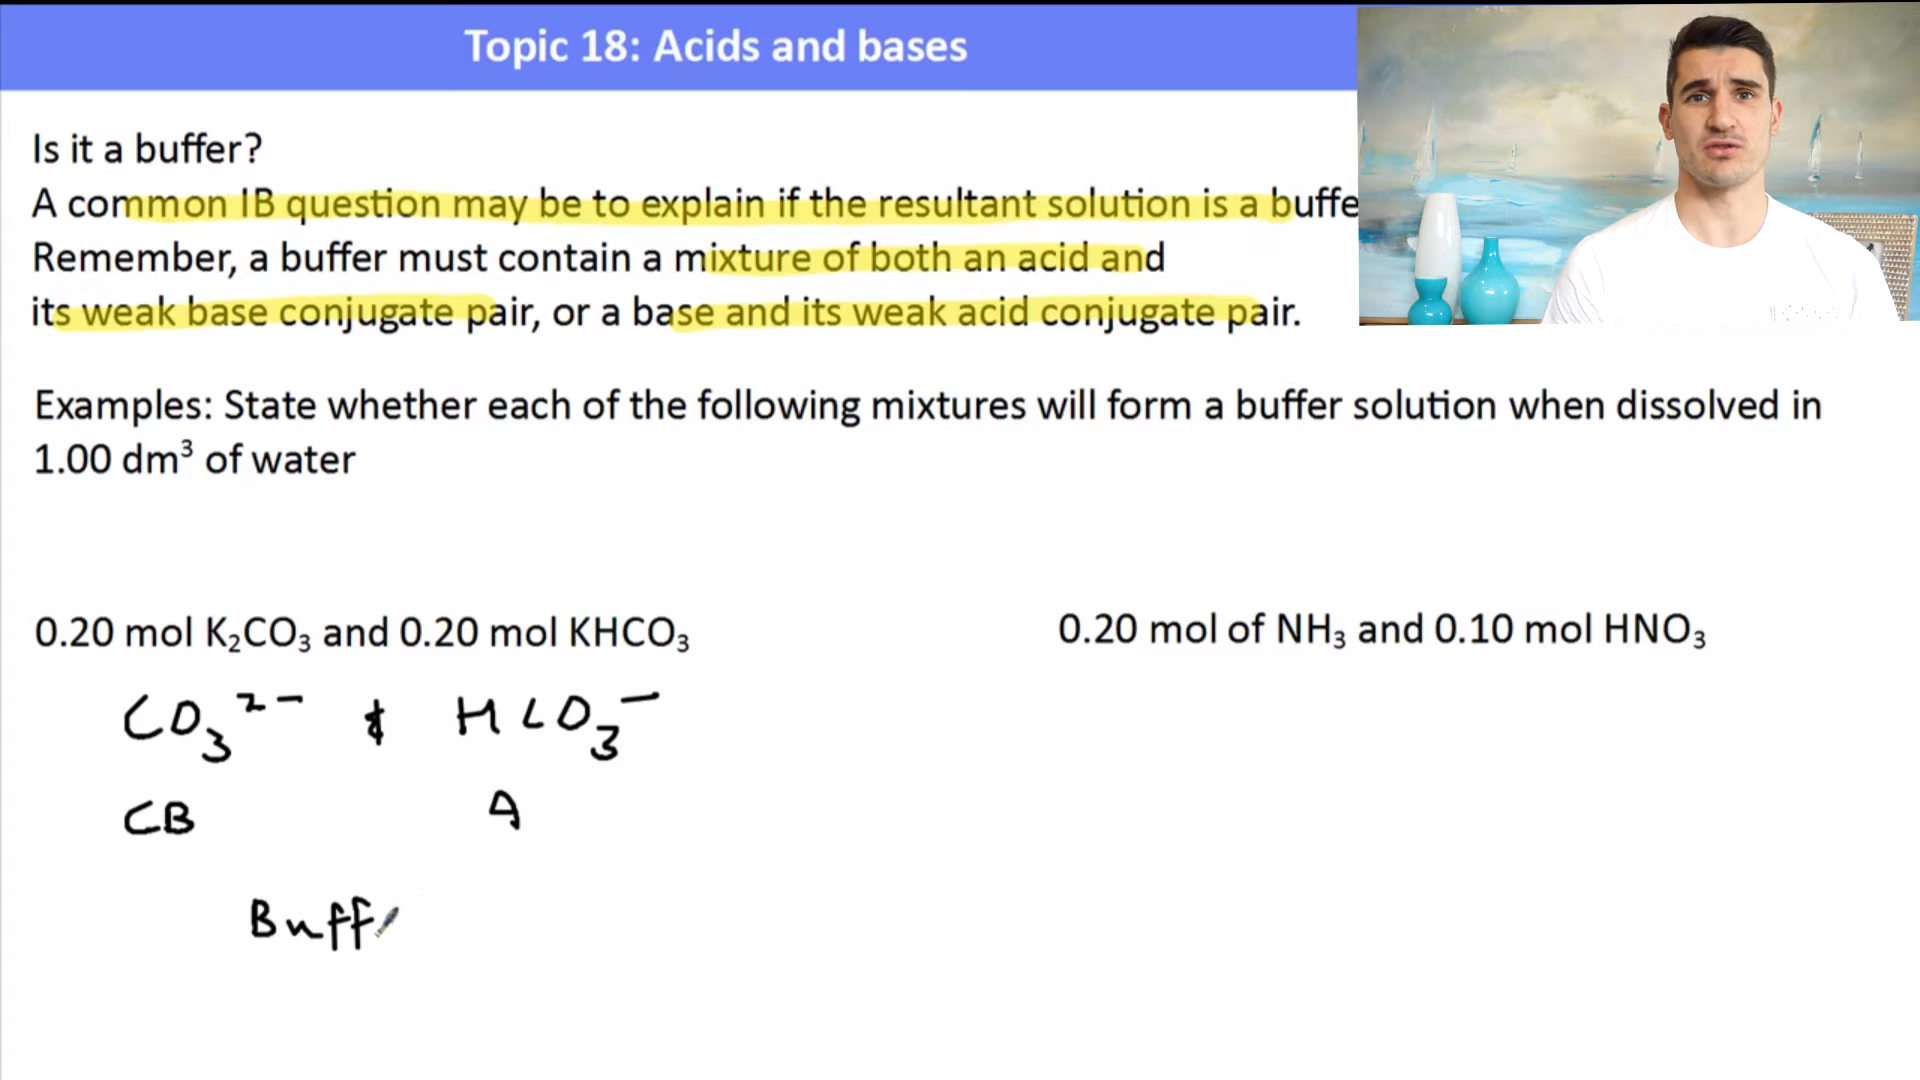 Topic 18: Acids and bases
Is it a buffer?
A common IB question may be to explain if the resultant solution is a buffe
Remember, a buffer must contain a mixture of both an acid and
its weak base conjugate pair, or a base and its weak acid conjugate pair.
Examples: State whether each of the following mixtures will form a buffer solution when dissolved in
1.00 dm³ of water
0.20 mol K₂CO₃ and 0.20 mol KHCO₃
0.20 mol of NH₃ and 0.10 mol HNO₃
CO₃²⁻ & HCO₃⁻
CB A
Buff